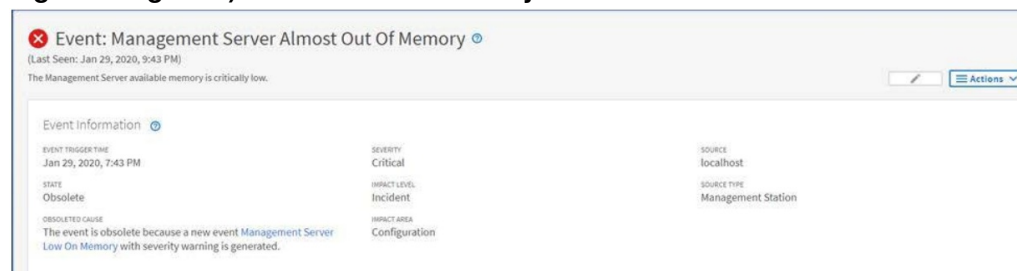 Event: Management Server Almost Out Of Memory
(Last Seen: Jan 29, 2020, 9:43 PM)
The Management Server available memory is critically low.
Actions
Event Information
EVENT TRIGGER TIME
Jan 29, 2020, 7:43 PM
SEVERITY
Critical
SOURCE
localhost
STATE
Obsolete
IMPACT LEVEL
Incident
SOURCE TYPE
Management Station
OBSOLETED CAUSE
The event is obsolete because a new event Management Server
Low On Memory with severity warning is generated.
IMPACT AREA
Configuration